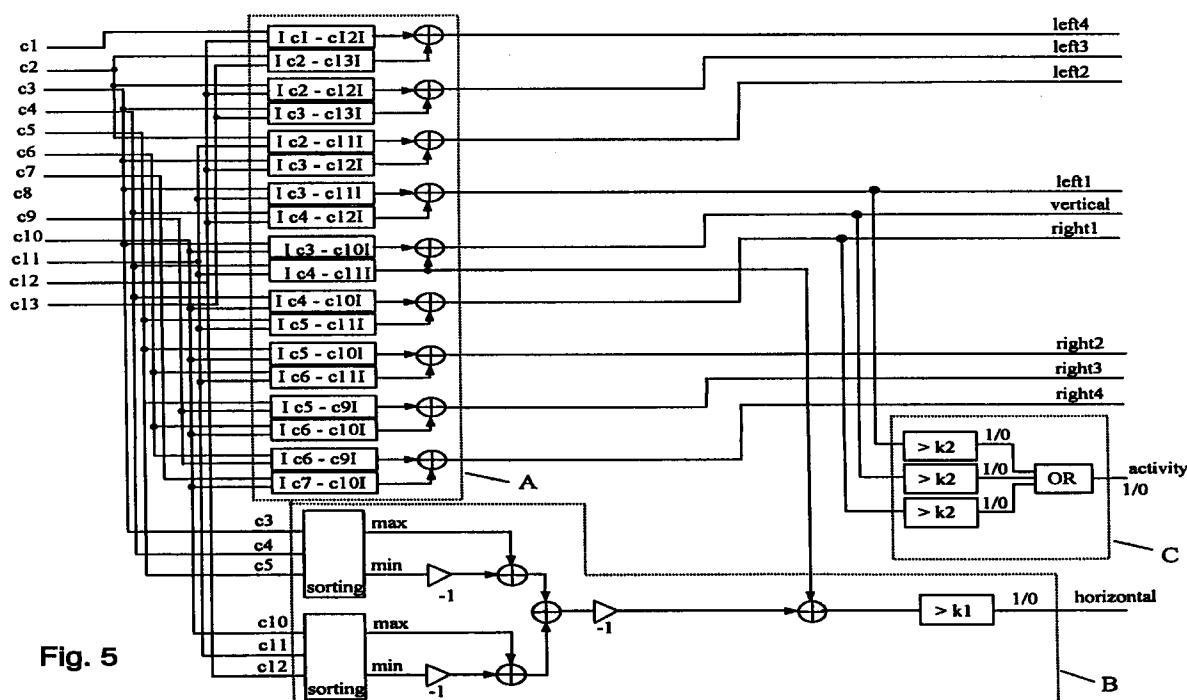 c1
c2
c3
c4
c5
c6
c7
c8
c9
c10
c11
c12
c13
I c1 - c12I
I c2 - c13I
I c2 - c12I
I c3 - c13I
I c2 - c11I
I c3 - c12I
I c3 - c11I
I c4 - c12I
I c3 - c10I
I c4 - c11I
I c4 - c10I
I c5 - c11I
I c5 - c10I
I c6 - c11I
I c5 - c9I
I c6 - c10I
I c6 - c9I
I c7 - c10I
A
left4
left3
left2
left1
vertical
right1
right2
right3
right4
> k2
1/0
> k2
1/0
> k2
1/0
OR
activity
1/0
C
c3
c4
c5
sorting
max
min
-1
c10
c11
c12
sorting
max
min
-1
-1
> k1
1/0
horizontal
B
Fig. 5